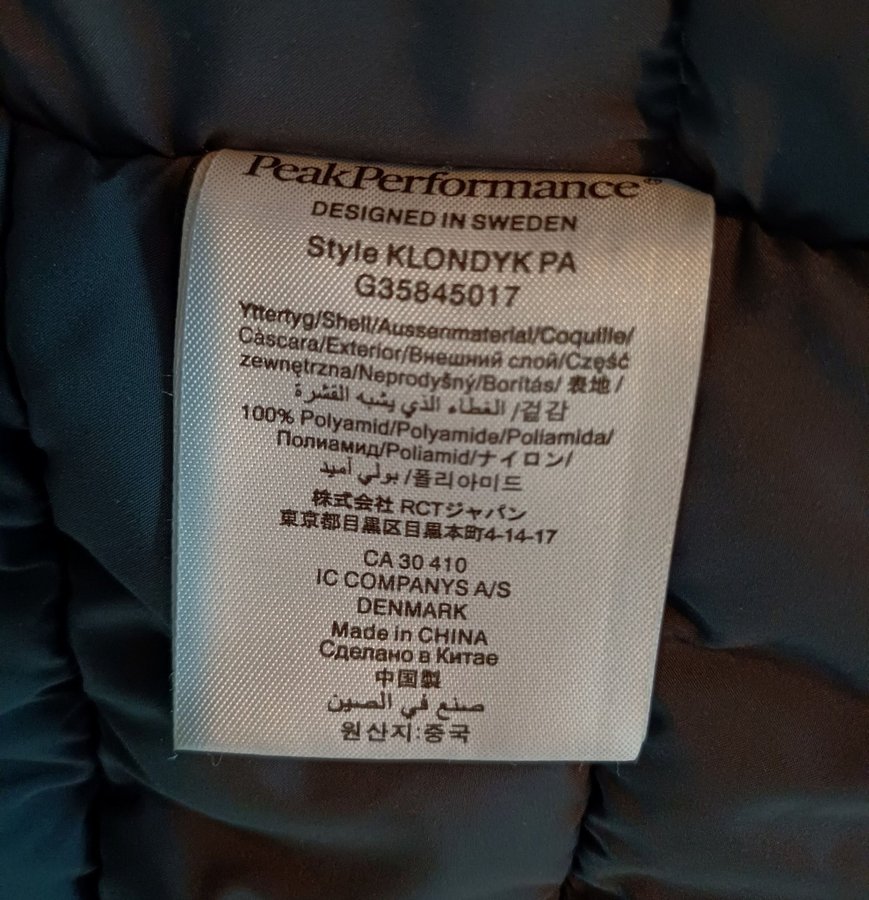 PeakPerformance®
DESIGNED IN SWEDEN
Style KLONDYK PA
G35845017
Yttertyg/Shell/Aussenmaterial/Coquille/
Càscara/Exterior/Внешний слой/Część
zewnętrzna/Neprodyšný/Borítás/ 表地 /
겉감/ الغطاء الذي يشبه القشرة
100% Polyamid/Polyamide/Poliamida/
Полиамид/Poliamid/ナイロン/
폴리아미드/ بولي أميد
株式会社 RCTジャパン
東京都目黒区目黒本町4-14-17
CA 30 410
IC COMPANYS A/S
DENMARK
Made in CHINA
Сделано в Китае
中国製
صنع في الصين
원산지:중국